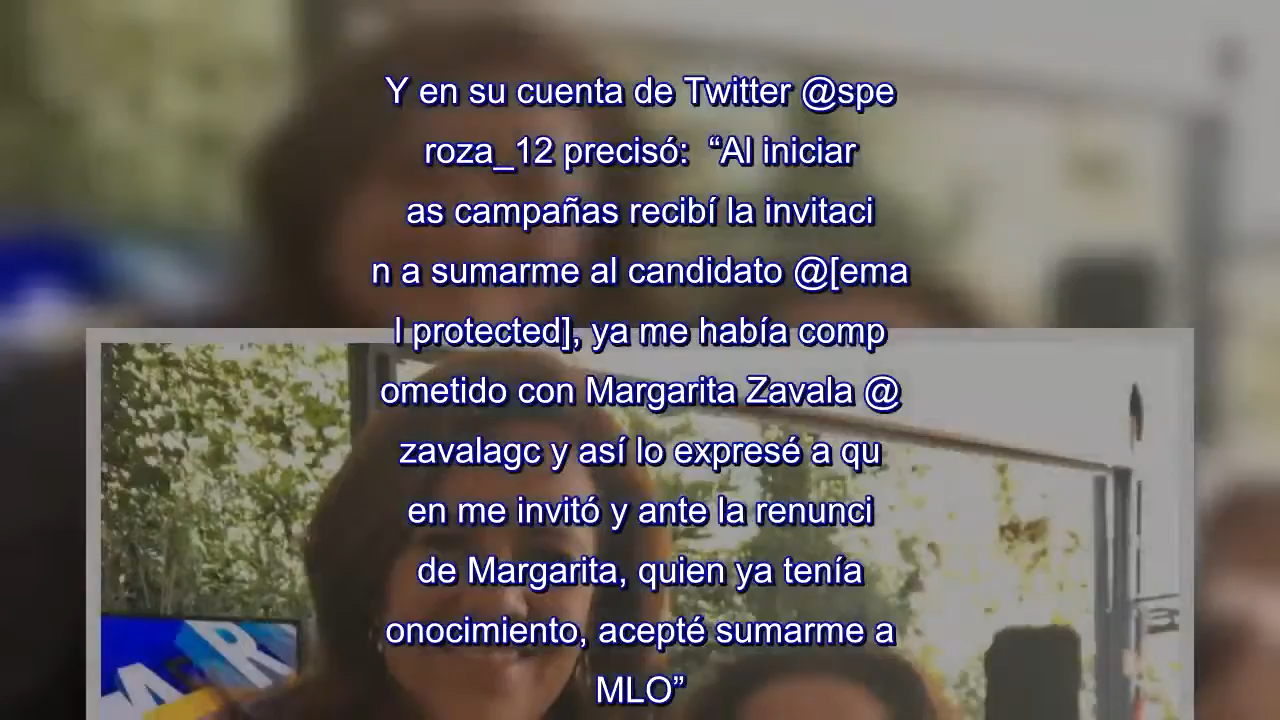 Y en su cuenta de Twitter @spe
roza_12 precisó:  “Al iniciar
as campañas recibí la invitaci
n a sumarme al candidato @[ema
l protected], ya me había comp
ometido con Margarita Zavala @
zavalagc y así lo expresé a qu
en me invitó y ante la renunci
de Margarita, quien ya tenía
onocimiento, acepté sumarme a
MLO”
AR